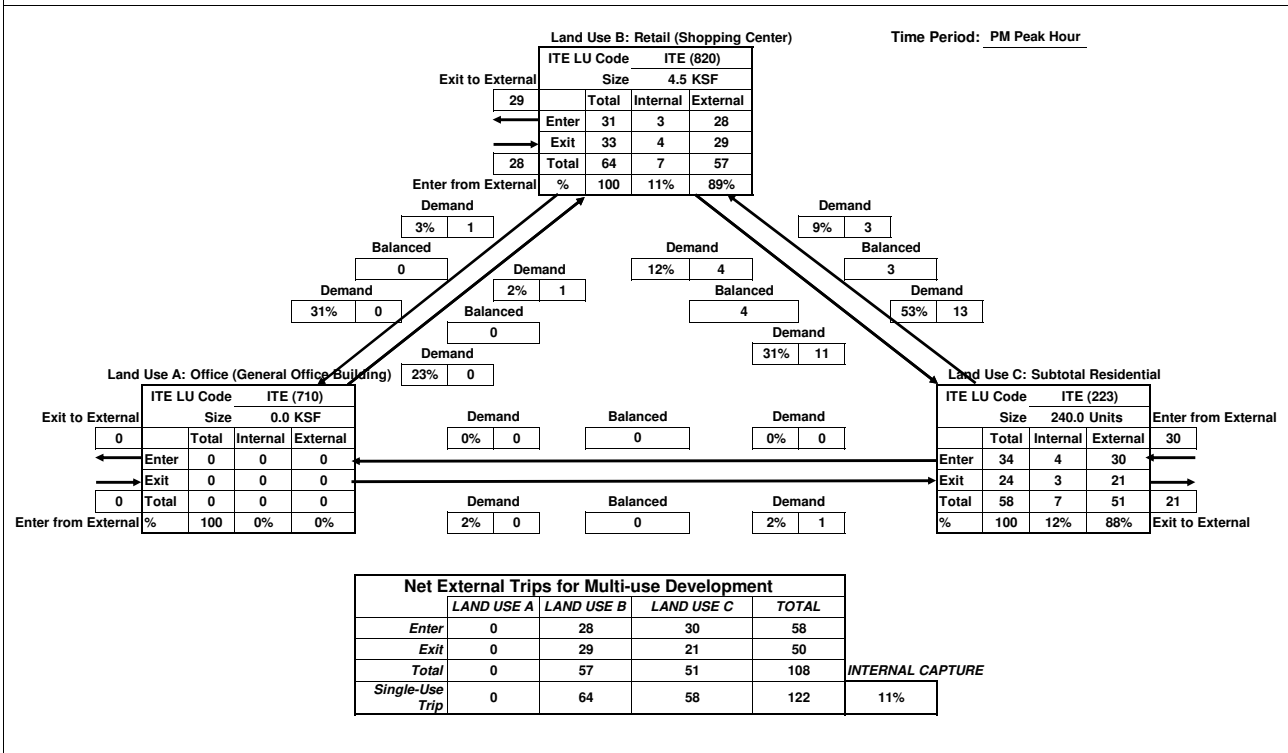 Land Use B: Retail (Shopping Center)
Time Period: PM Peak Hour
ITE LU Code ITE (820)
Exit to External Size 4.5 KSF
29 Total Internal External
Enter 31 3 28
Exit 33 4 29
28 Total 64 7 57
Enter from External % 100 11% 89%
Demand
3% 1
Balanced
0
Demand
31% 0
Demand
2% 1
Balanced
0
Demand
23% 0
Demand
12% 4
Balanced
4
Demand
31% 11
Demand
9% 3
Balanced
3
Demand
53% 13
Land Use A: Office (General Office Building)
ITE LU Code ITE (710)
Exit to External Size 0.0 KSF
0 Total Internal External
Enter 0 0 0
Exit 0 0 0
0 Total 0 0 0
Enter from External % 100 0% 0%
Demand Balanced Demand
0% 0 0 0% 0
Demand Balanced Demand
2% 0 0 2% 1
Land Use C: Subtotal Residential
ITE LU Code ITE (223)
Size 240.0 Units Enter from External
Total Internal External 30
Enter 34 4 30
Exit 24 3 21
Total 58 7 51 21
% 100 12% 88% Exit to External
Net External Trips for Multi-use Development
LAND USE A LAND USE B LAND USE C TOTAL
Enter 0 28 30 58
Exit 0 29 21 50
Total 0 57 51 108 INTERNAL CAPTURE
Single-Use
Trip 0 64 58 122 11%